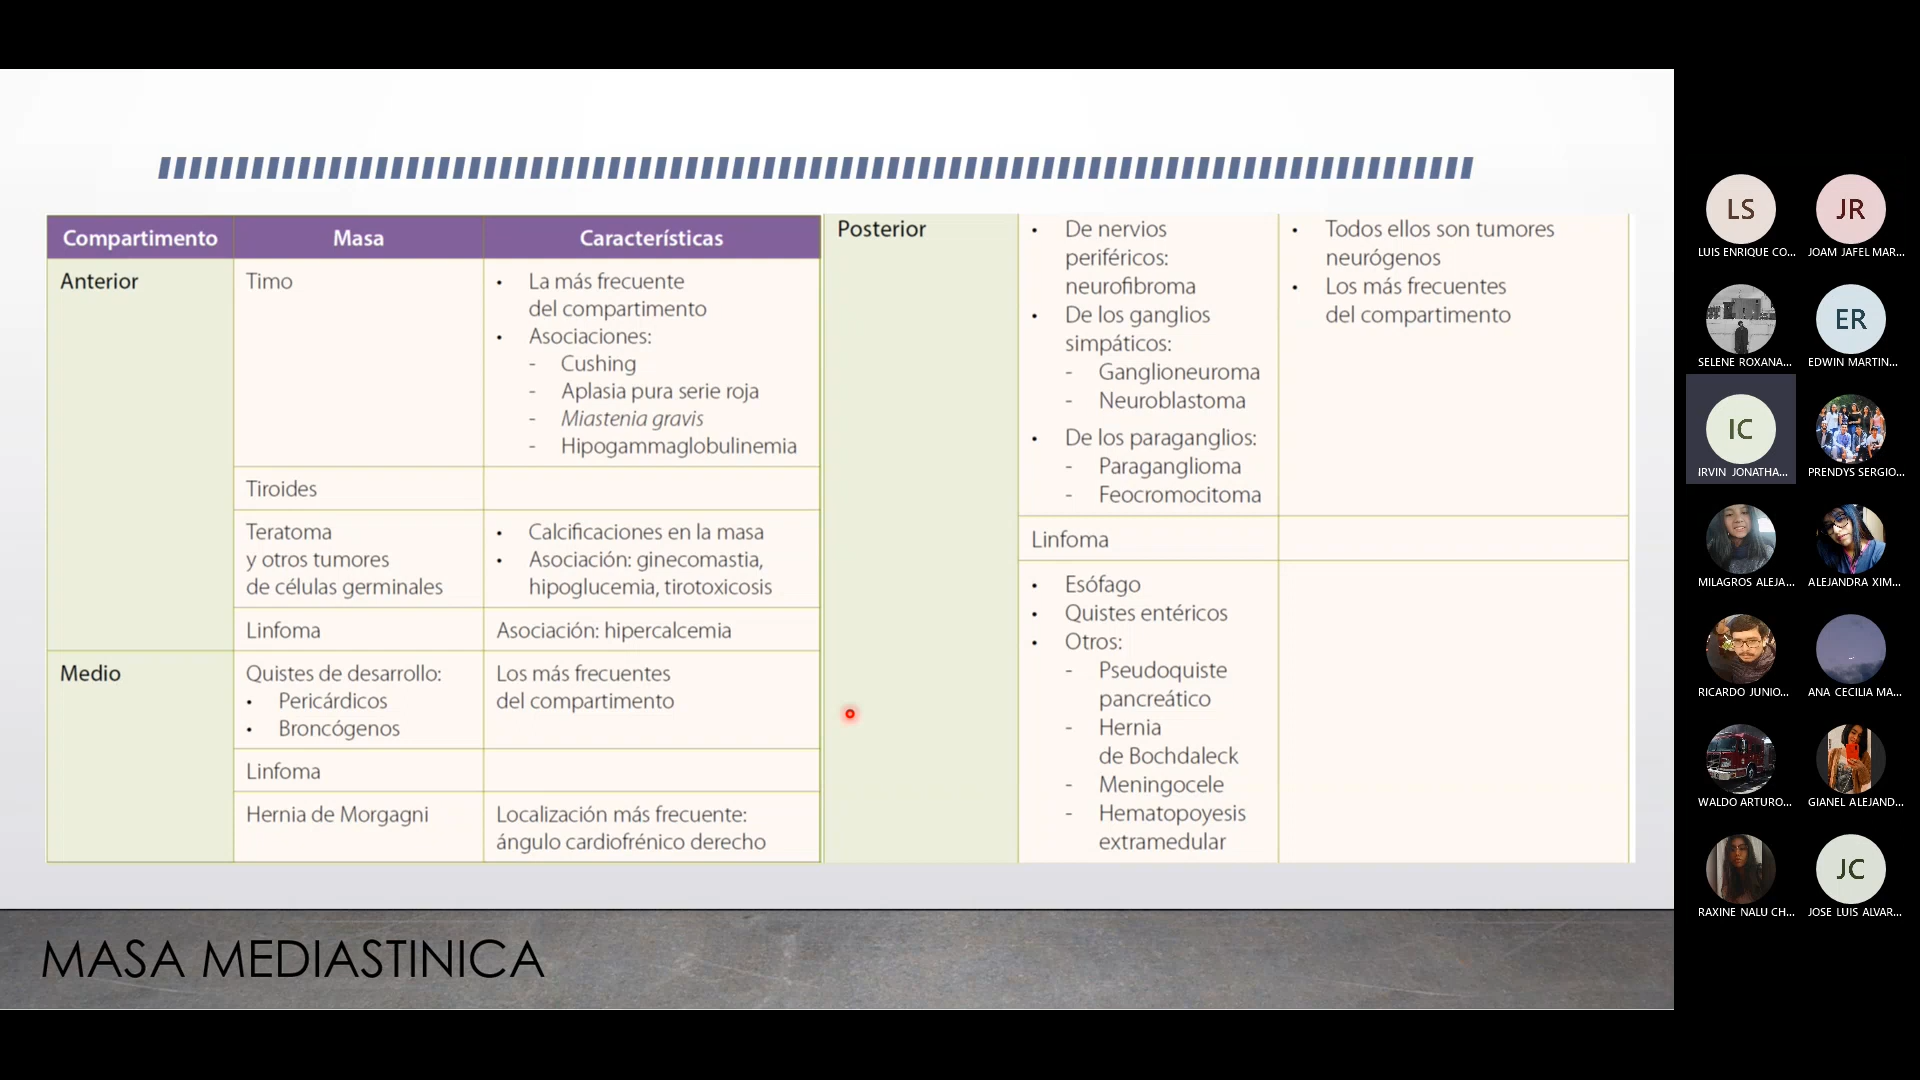 Compartimento Masa Características
Anterior
Timo
• La más frecuente
del compartimento
• Asociaciones:
- Cushing
- Aplasia pura serie roja
- Miastenia gravis
- Hipogammaglobulinemia
Tiroides
Teratoma
y otros tumores
de células germinales
• Calcificaciones en la masa
• Asociación: ginecomastia,
hipoglucemia, tirotoxicosis
Linfoma
Asociación: hipercalcemia
Medio
Quistes de desarrollo:
• Pericárdicos
• Broncógenos
Los más frecuentes
del compartimento
Linfoma
Hernia de Morgagni
Localización más frecuente:
ángulo cardiofrénico derecho
Posterior
• De nervios
periféricos:
neurofibroma
• De los ganglios
simpáticos:
- Ganglioneuroma
- Neuroblastoma
• De los paraganglios:
- Paraganglioma
- Feocromocitoma
• Todos ellos son tumores
neurógenos
• Los más frecuentes
del compartimento
Linfoma
• Esófago
• Quistes entéricos
• Otros:
- Pseudoquiste
pancreático
- Hernia
de Bochdaleck
- Meningocele
- Hematopoyesis
extramedular
MASA MEDIASTINICA
LS
LUIS ENRIQUE CO...
JR
JOAM JAFEL MAR...
SELENE ROXANA...
ER
EDWIN MARTIN...
IC
IRVIN JONATHA...
PRENDYS SERGIO...
MILAGROS ALEJA...
ALEJANDRA XIM...
RICARDO JUNIO...
ANA CECILIA MA...
WALDO ARTURO...
GIANEL ALEJAND...
RAXINE NALU CH...
JC
JOSE LUIS ALVAR...